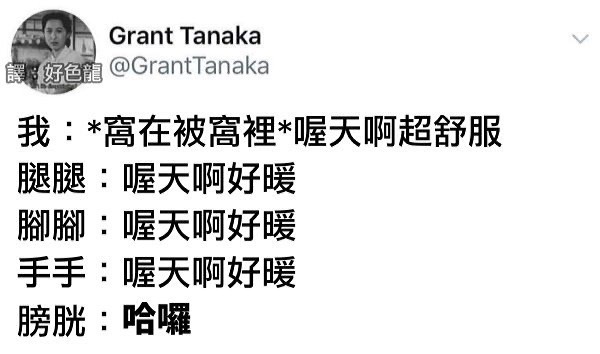 Grant Tanaka
@GrantTanaka
譯：好色龍
我：*窩在被窩裡*喔天啊超舒服
腿腿：喔天啊好暖
腳腳：喔天啊好暖
手手：喔天啊好暖
膀胱：哈囉